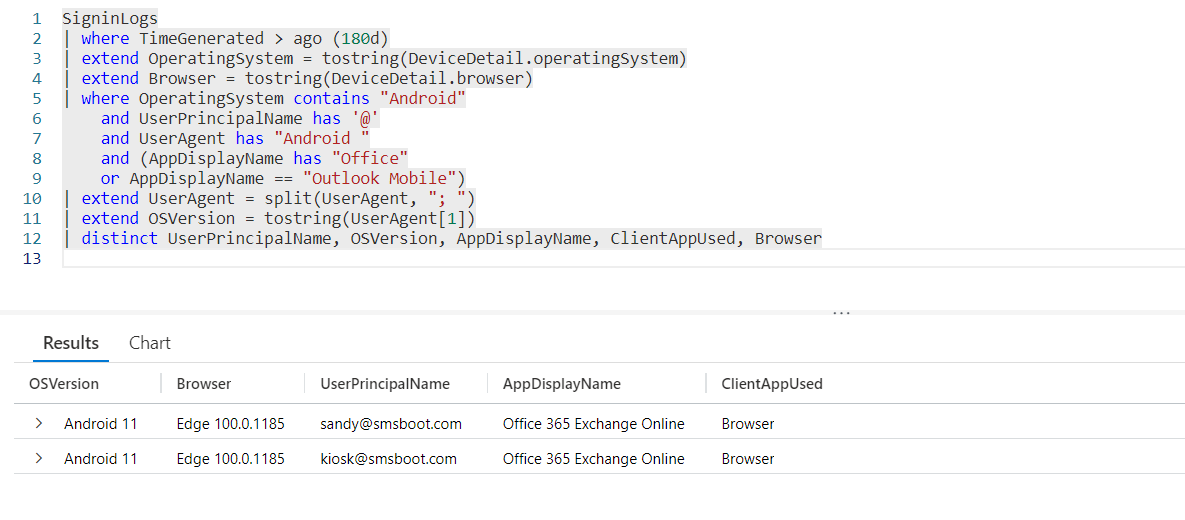 1 SigninLogs
2 | where TimeGenerated > ago (180d)
3 | extend OperatingSystem = tostring(DeviceDetail.operatingSystem)
4 | extend Browser = tostring(DeviceDetail.browser)
5 | where OperatingSystem contains "Android"
6 and UserPrincipalName has '@'
7 and UserAgent has "Android "
8 and (AppDisplayName has "Office"
9 or AppDisplayName == "Outlook Mobile")
10 | extend UserAgent = split(UserAgent, "; ")
11 | extend OSVersion = tostring(UserAgent[1])
12 | distinct UserPrincipalName, OSVersion, AppDisplayName, ClientAppUsed, Browser
13
...
Results Chart
OSVersion Browser UserPrincipalName AppDisplayName ClientAppUsed
> Android 11 Edge 100.0.1185 sandy@smsboot.com Office 365 Exchange Online Browser
> Android 11 Edge 100.0.1185 kiosk@smsboot.com Office 365 Exchange Online Browser